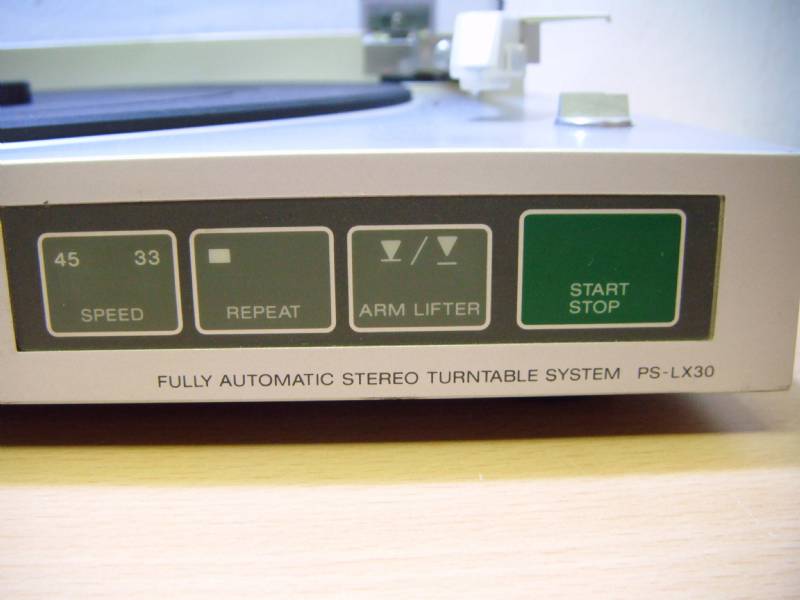 45 33
SPEED
REPEAT
ARM LIFTER
START
STOP
FULLY AUTOMATIC STEREO TURNTABLE SYSTEM PS-LX30